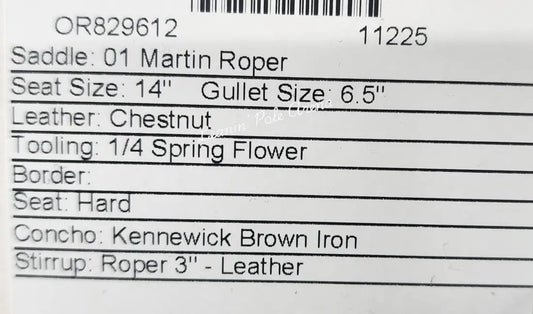 OR829612 11225
Saddle: 01 Martin Roper
Seat Size: 14" Gullet Size: 6.5"
Leather: Chestnut
Tooling: 1/4 Spring Flower
Border:
Seat: Hard
Concho: Kennewick Brown Iron
Stirrup: Roper 3" - Leather